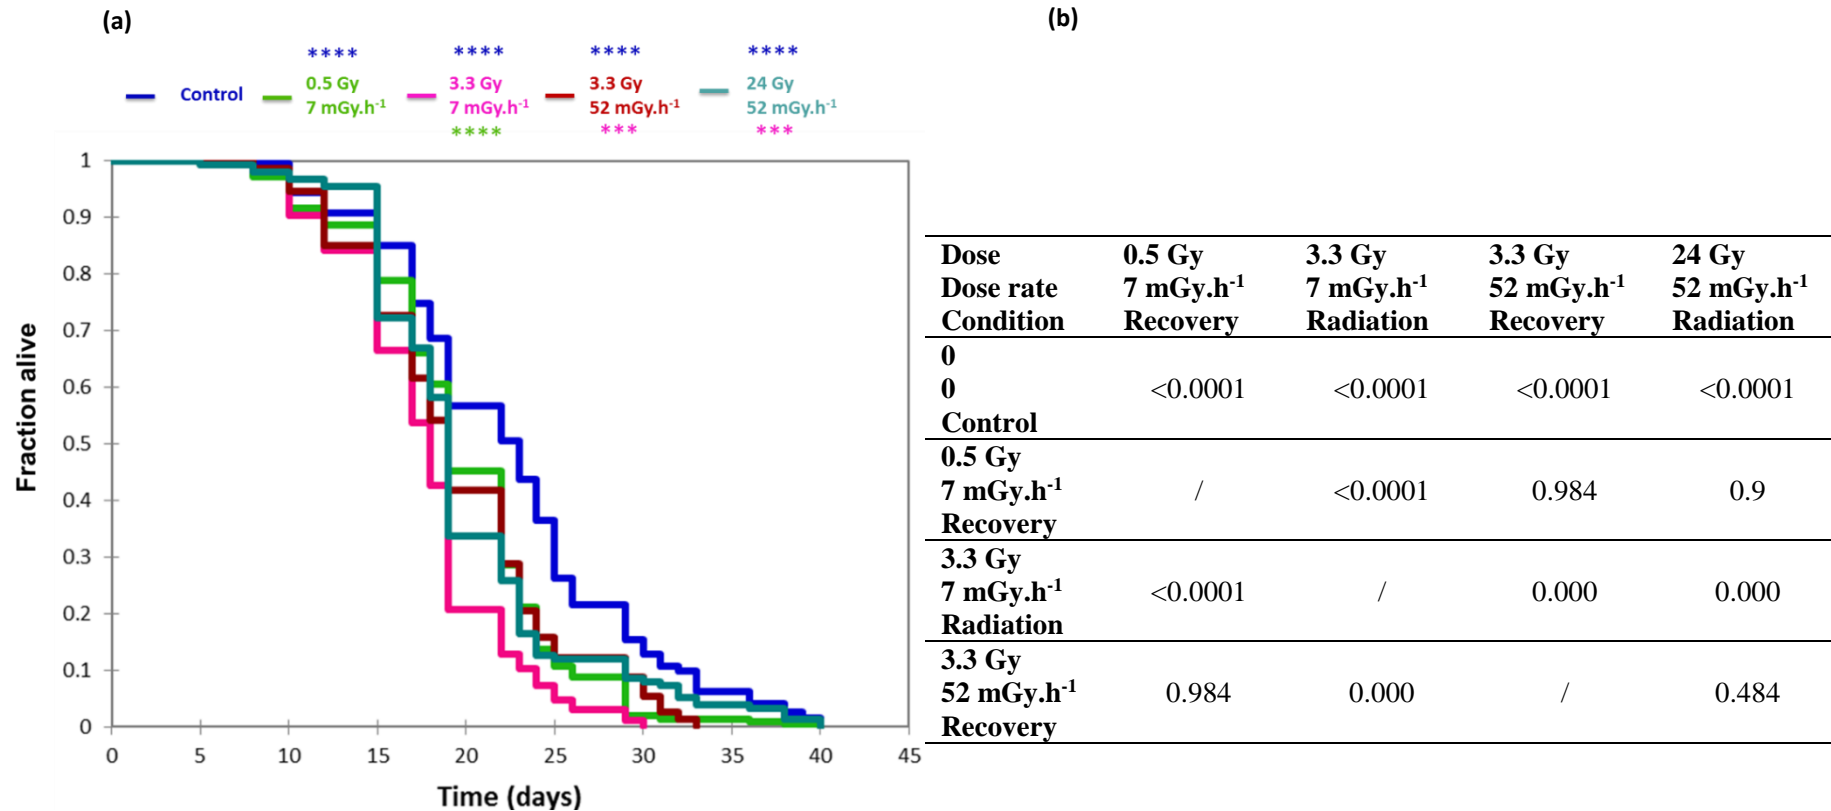 (a)
(b)
**** **** **** ****
Control
0.5 Gy
7 mGy.h-1
3.3 Gy
7 mGy.h-1
3.3 Gy
52 mGy.h-1
24 Gy
52 mGy.h-1
**** *** ***
Fraction alive
1
0.9
0.8
0.7
0.6
0.5
0.4
0.3
0.2
0.1
0
0 5 10 15 20 25 30 35 40 45
Time (days)
Dose 0.5 Gy 3.3 Gy 3.3 Gy 24 Gy
Dose rate 7 mGy.h-1 7 mGy.h-1 52 mGy.h-1 52 mGy.h-1
Condition Recovery Radiation Recovery Radiation
0
0 <0.0001 <0.0001 <0.0001 <0.0001
Control
0.5 Gy
7 mGy.h-1 / <0.0001 0.984 0.9
Recovery
3.3 Gy
7 mGy.h-1 <0.0001 / 0.000 0.000
Radiation
3.3 Gy
52 mGy.h-1 0.984 0.000 / 0.484
Recovery